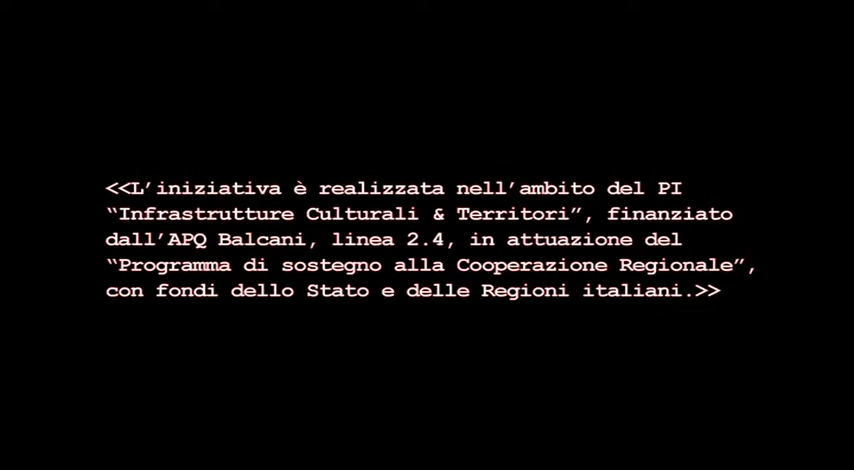 <<L’iniziativa è realizzata nell’ambito del PI
“Infrastrutture Culturali & Territori”, finanziato
dall’APQ Balcani, linea 2.4, in attuazione del
“Programma di sostegno alla Cooperazione Regionale”,
con fondi dello Stato e delle Regioni italiani.>>